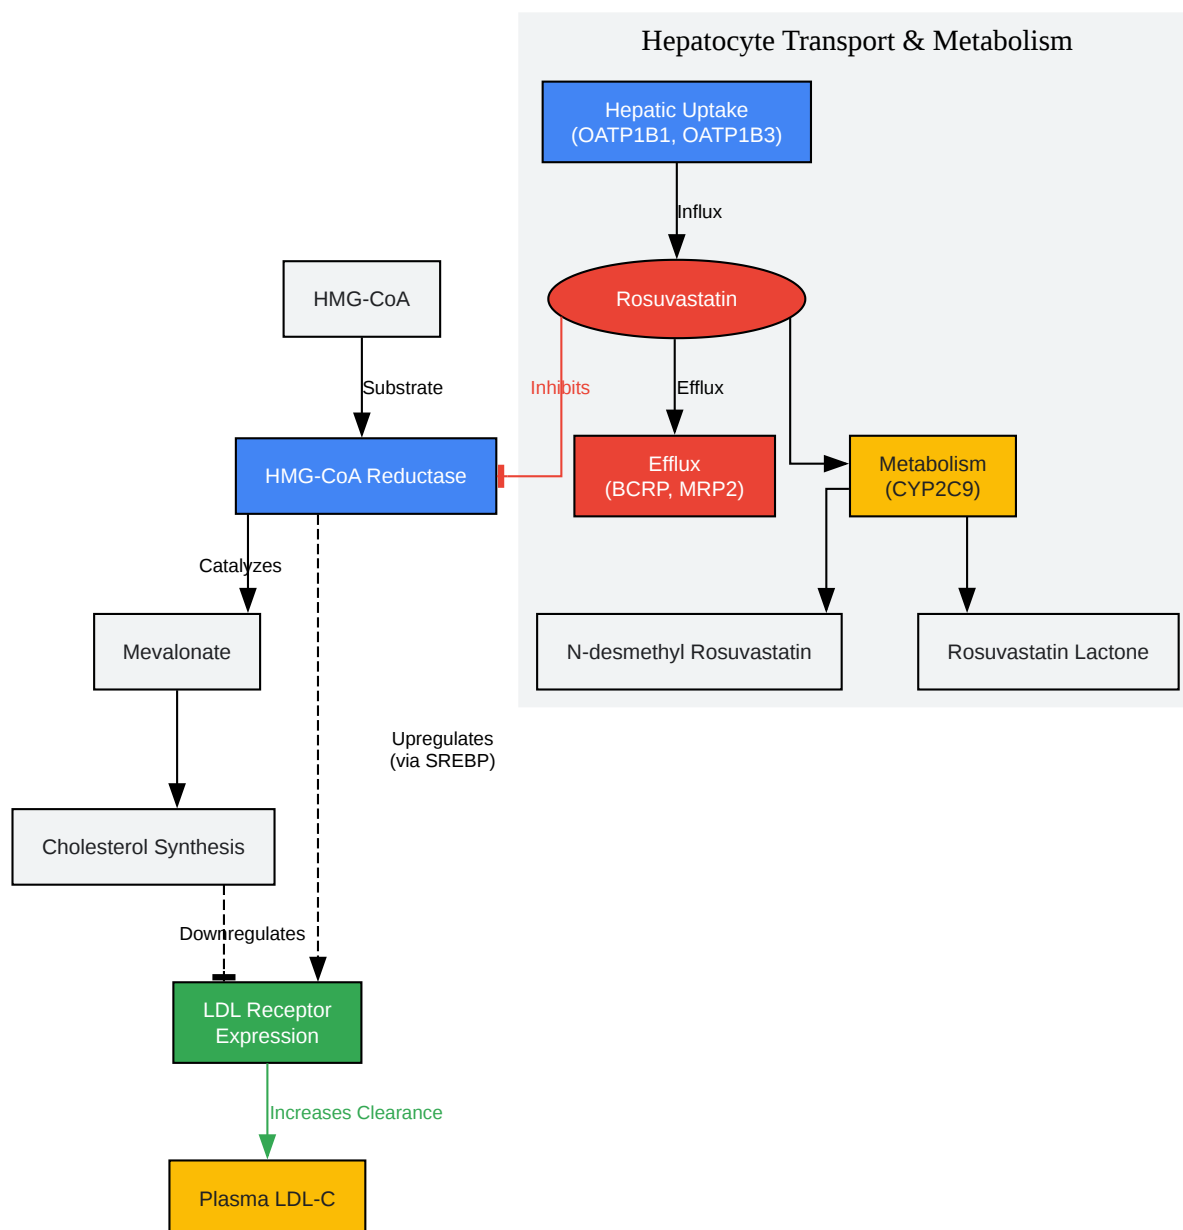 Hepatocyte Transport & Metabolism
Hepatic Uptake
(OATP1B1, OATP1B3)
Influx
HMG-CoA
Rosuvastatin
Substrate
Inhibits
Efflux
HMG-CoA Reductase
Efflux
(BCRP, MRP2)
Metabolism
(CYP2C9)
Catalyzes
Mevalonate
N-desmethyl Rosuvastatin
Rosuvastatin Lactone
Upregulates
(via SREBP)
Cholesterol Synthesis
Downregulates
LDL Receptor
Expression
Increases Clearance
Plasma LDL-C